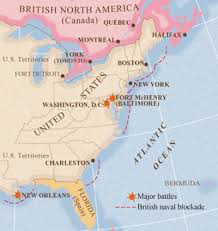 BRITISH NORTH AMERICA
(Canada)
QUÉBEC
MONTRÉAL
HALIFAX
YORK
(TORONTO)
U.S. Territories
BOSTON
FORT DETROIT
NEW YORK
FORT McHENRY
(BALTIMORE)
WASHINGTON, D.C.
UNITED STATES
U.S. Territories
ATLANTIC
OCEAN
CHARLESTON
BERMUDA
NEW ORLEANS
FLORIDA
(Spain)
Major battles
British naval blockade